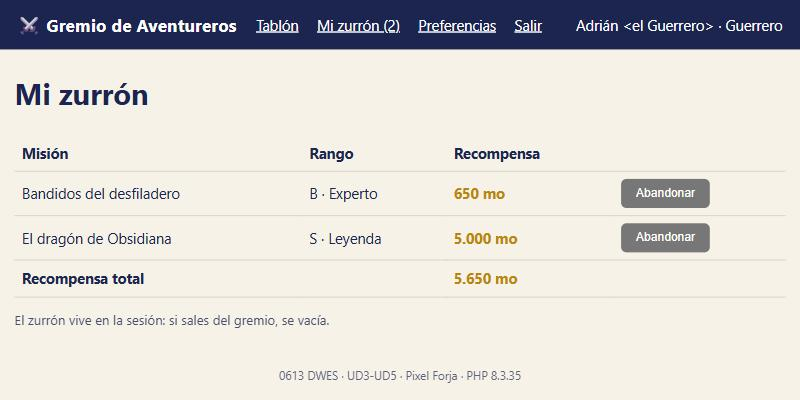 Gremio de Aventureros Tablón Mi zurrón (2) Preferencias Salir Adrián <el Guerrero> · Guerrero
Mi zurrón
Misión Rango Recompensa
Bandidos del desfiladero B · Experto 650 mo Abandonar
El dragón de Obsidiana S · Leyenda 5.000 mo Abandonar
Recompensa total 5.650 mo
El zurrón vive en la sesión: si sales del gremio, se vacía.
0613 DWES · UD3-UD5 · Pixel Forja · PHP 8.3.35